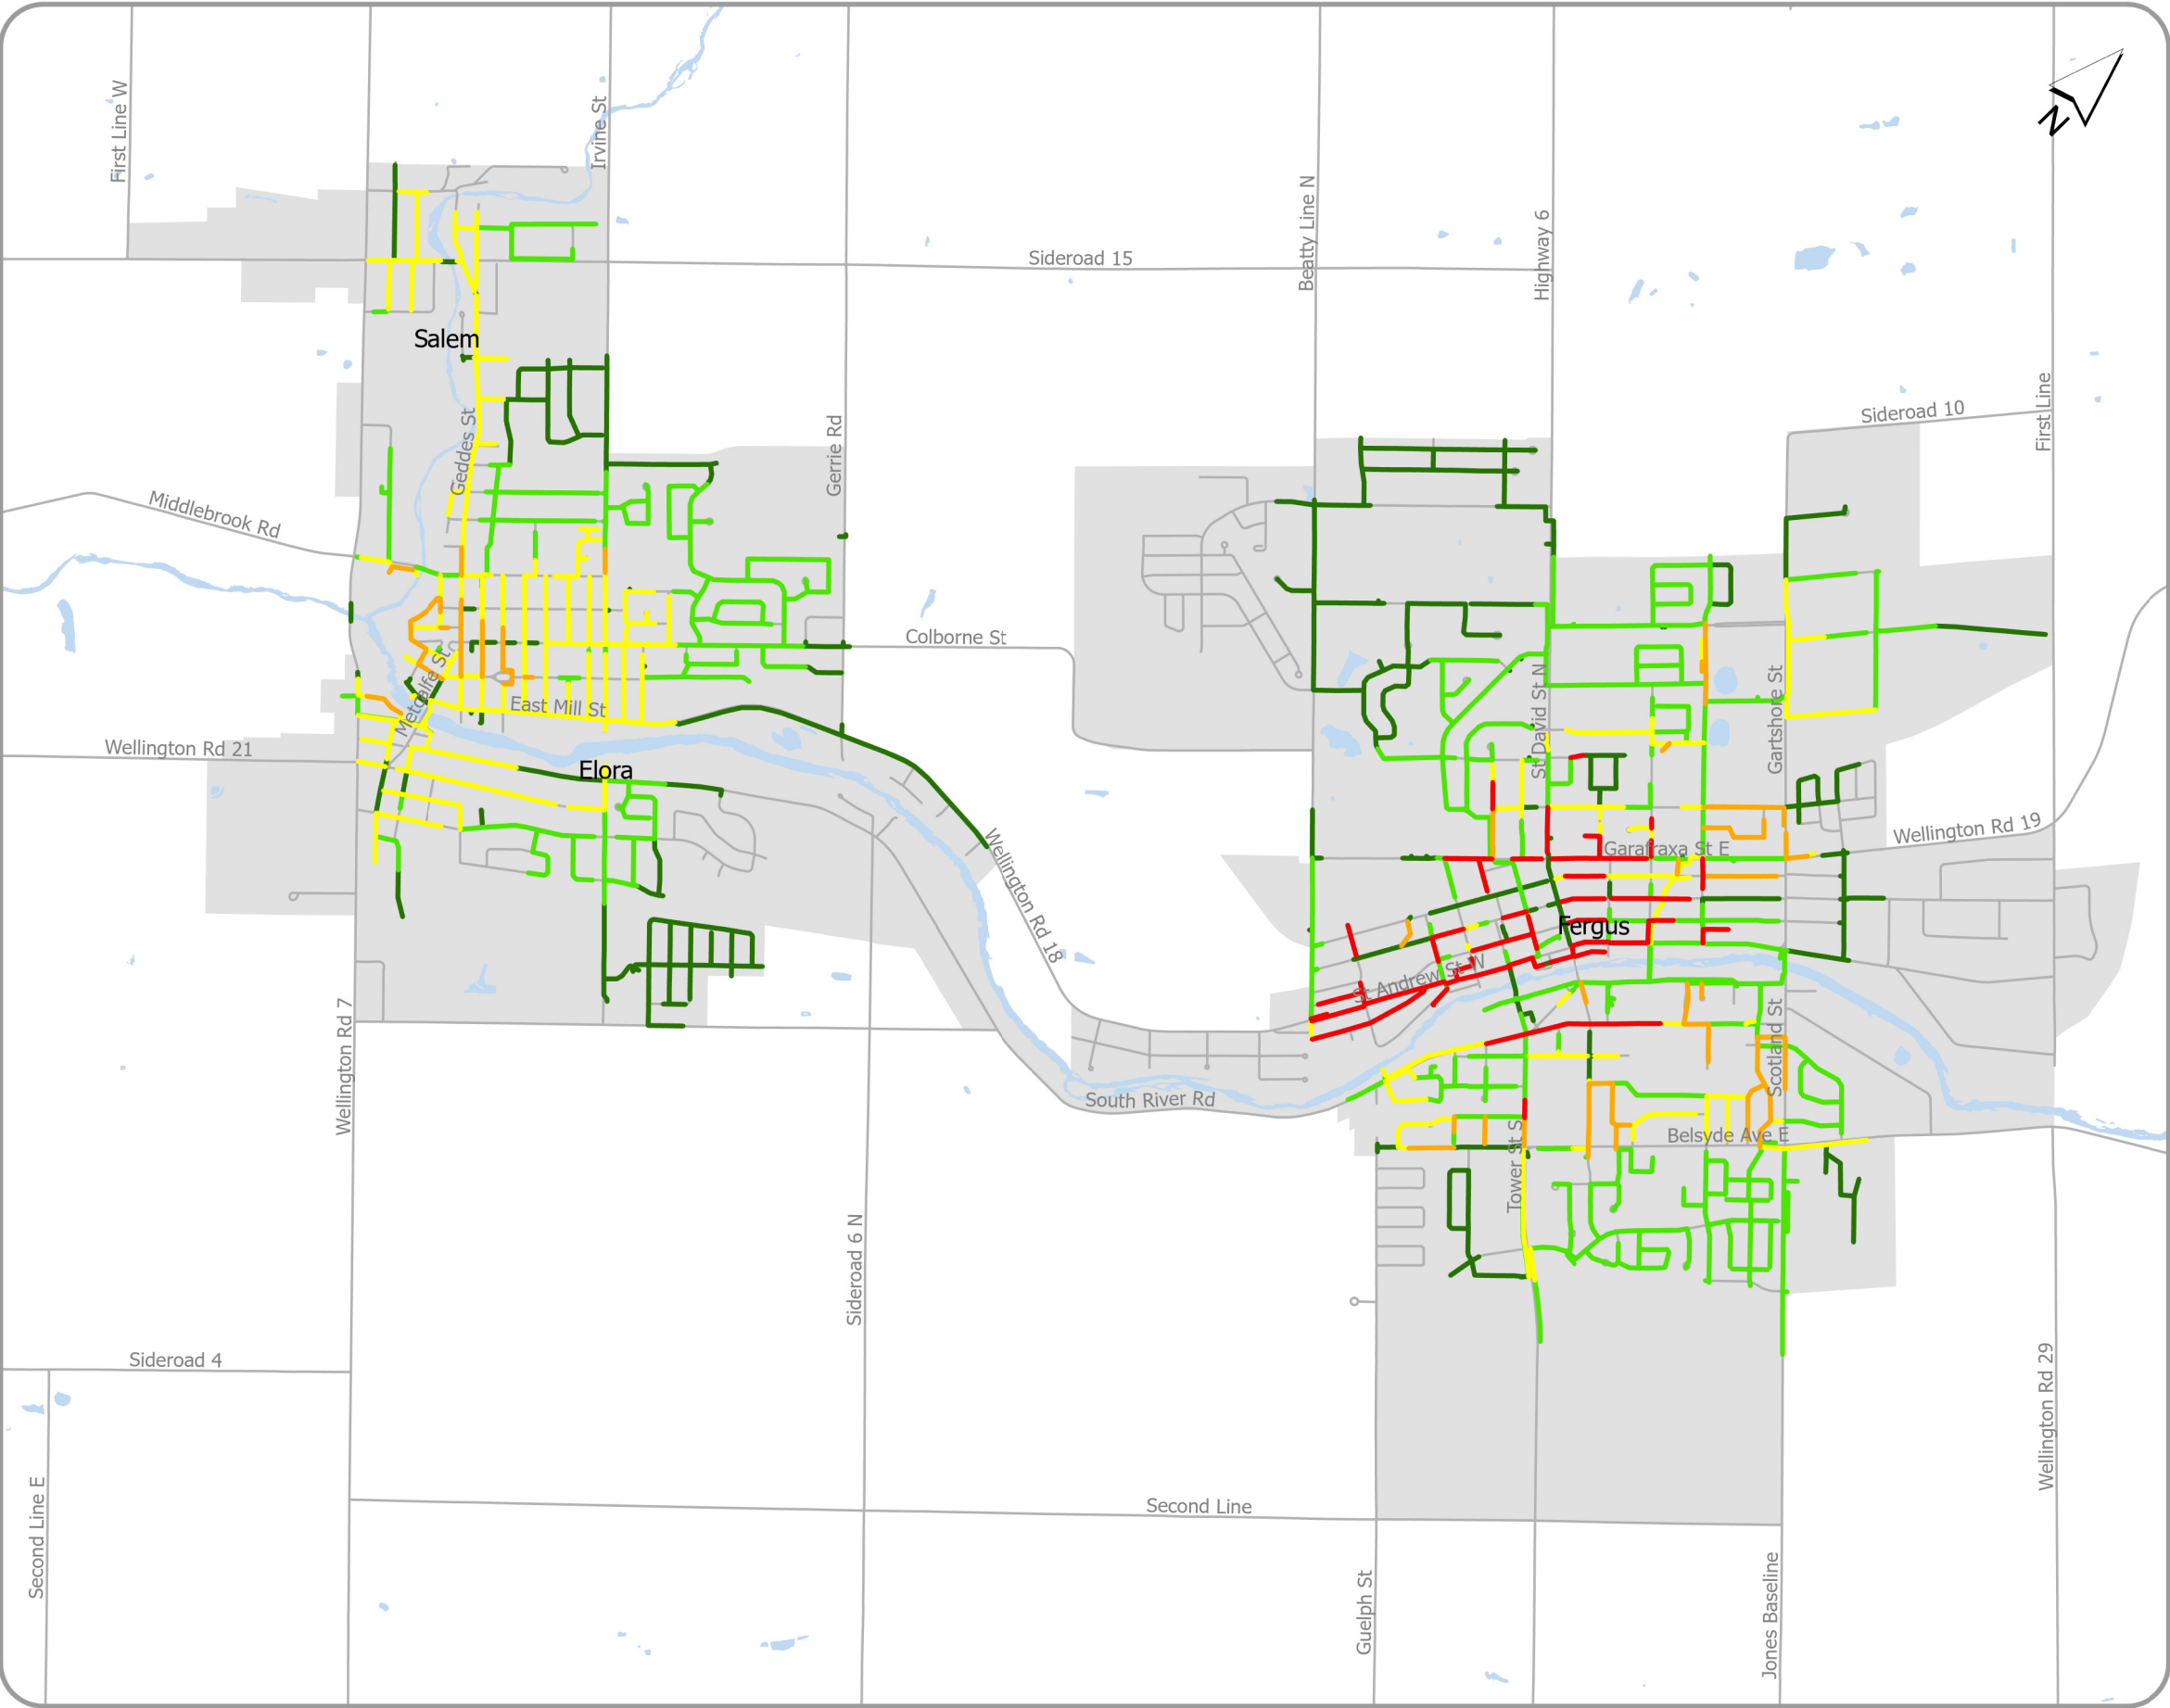 First Line W
Irvine St
N
Beatty Line N
Highway 6
Sideroad 15
Salem
Geddes St
Gerrie Rd
Sideroad 10
First Line
Middlebrook Rd
Colborne St
Metcalfe St
East Mill St
St David St N
Gartshore St
Wellington Rd 21
Elora
Wellington Rd 19
Garafraxa St E
Wellington Rd 18
Fergus
St Andrew St W
Wellington Rd 7
South River Rd
Scotland St
Belsyde Ave E
Tower St S
Sideroad 6 N
Sideroad 4
Wellington Rd 29
Second Line E
Second Line
Guelph St
Jones Baseline